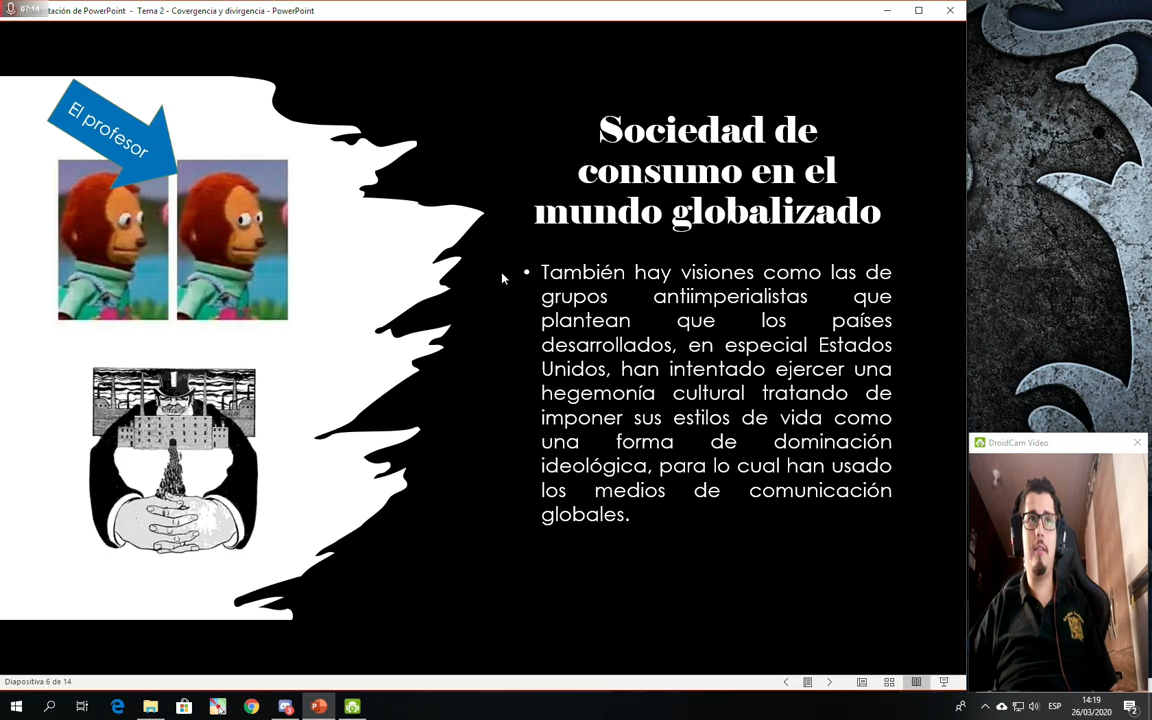 07:14
ntación de PowerPoint - Tema 2 - Covergencia y divirgencia - PowerPoint
El profesor
Sociedad de
consumo en el
mundo globalizado
• También hay visiones como las de
grupos antiimperialistas que
plantean que los países
desarrollados, en especial Estados
Unidos, han intentado ejercer una
hegemonía cultural tratando de
imponer sus estilos de vida como
una forma de dominación
ideológica, para lo cual han usado
los medios de comunicación
globales.
DroidCam Video
Diapositiva 6 de 14
ESP
14:19
26/03/2020
2